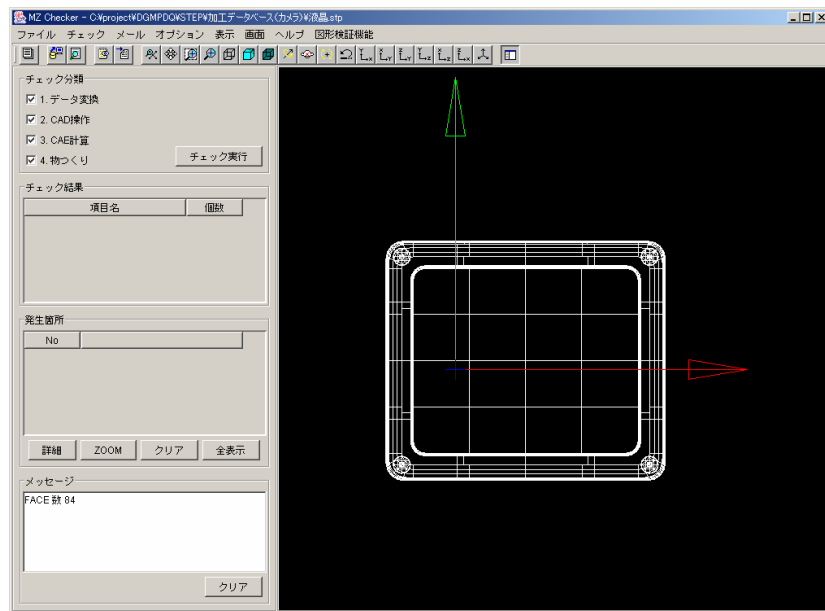 MZ Checker - C:¥project¥DGMPDQ¥STEP¥加工データベース(カメラ)¥液晶.stp
ファイル チェック メール オプション 表示 画面 ヘルプ 図形検証機能
チェック分類
1. データ変換
2. CAD操作
3. CAE計算
4. 物つくり
チェック実行
チェック結果
項目名 個数
発生箇所
No
詳細 ZOOM クリア 全表示
メッセージ
FACE 数 84
クリア